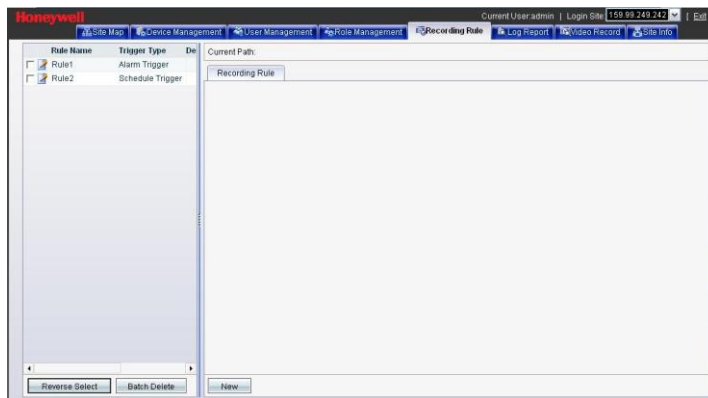 Honeywell
Current User:admin | Login Site 159.99.249.242 | Exit
Site Map Device Management User Management Role Management Recording Rule Log Report Video Record Site Info
Rule Name Trigger Type De
Rule1 Alarm Trigger
Rule2 Schedule Trigger
Current Path:
Recording Rule
Reverse Select Batch Delete New